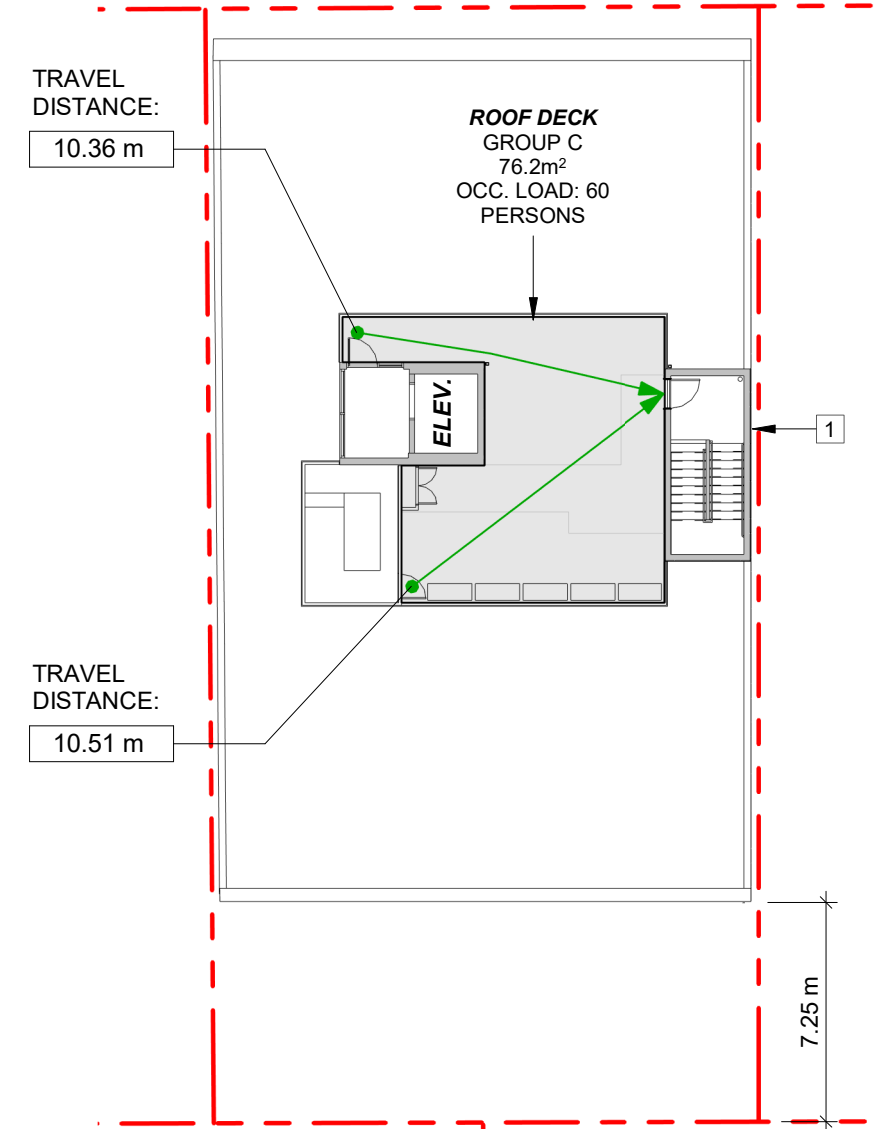 TRAVEL
DISTANCE:
10.36 m
ROOF DECK
GROUP C
76.2m²
OCC. LOAD: 60
PERSONS
ELEV.
1
TRAVEL
DISTANCE:
10.51 m
7.25 m